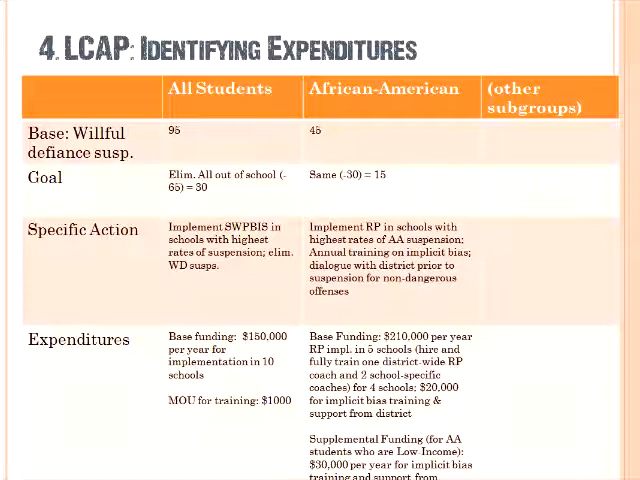 4. LCAP: IDENTIFYING EXPENDITURES
All Students
African-American
(other
subgroups)
Base: Willful
defiance susp.
95
45
Goal
Elim. All out of school (-
65) = 30
Same (-30) = 15
Specific Action
Implement SWPBIS in
schools with highest
rates of suspension; elim.
WD susps.
Implement RP in schools with
highest rates of AA suspension;
Annual training on implicit bias;
dialogue with district prior to
suspension for non-dangerous
offenses
Expenditures
Base funding: $150,000
per year for
implementation in 10
schools
MOU for training: $1000
Base Funding: $210,000 per year
RP impl. in 5 schools (hire and
fully train one district-wide RP
coach and 2 school-specific
coaches) for 4 schools; $20,000
for implicit bias training &
support from district
Supplemental Funding (for AA
students who are Low-Income):
$30,000 per year for implicit bias
training and support from